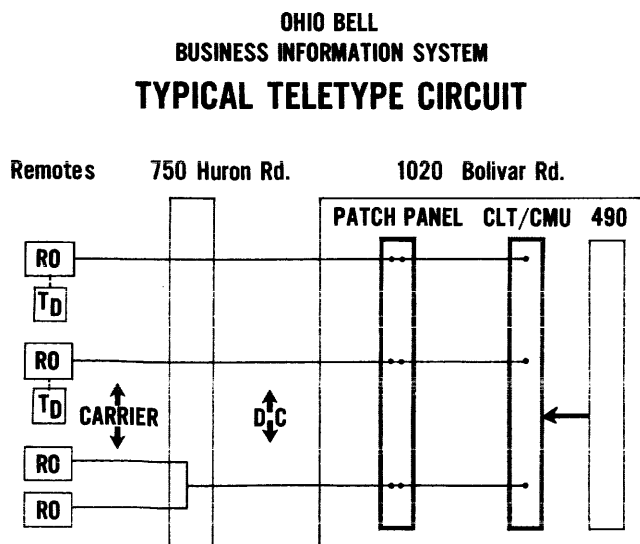 OHIO BELL
BUSINESS INFORMATION SYSTEM
TYPICAL TELETYPE CIRCUIT
Remotes 750 Huron Rd. 1020 Bolivar Rd.
PATCH PANEL CLT/CMU 490
RO
TD
RO
TD
CARRIER DC
RO
RO